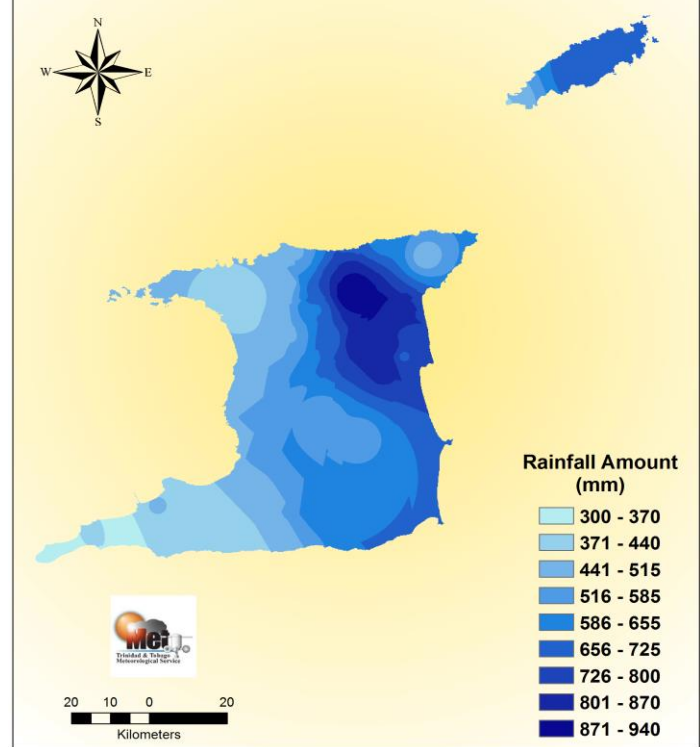 N
W E
S
Rainfall Amount
(mm)
300 - 370
371 - 440
441 - 515
516 - 585
586 - 655
656 - 725
726 - 800
801 - 870
871 - 940
Met
Trinidad & Tobago
Meteorological Service
20 10 0 20
Kilometers